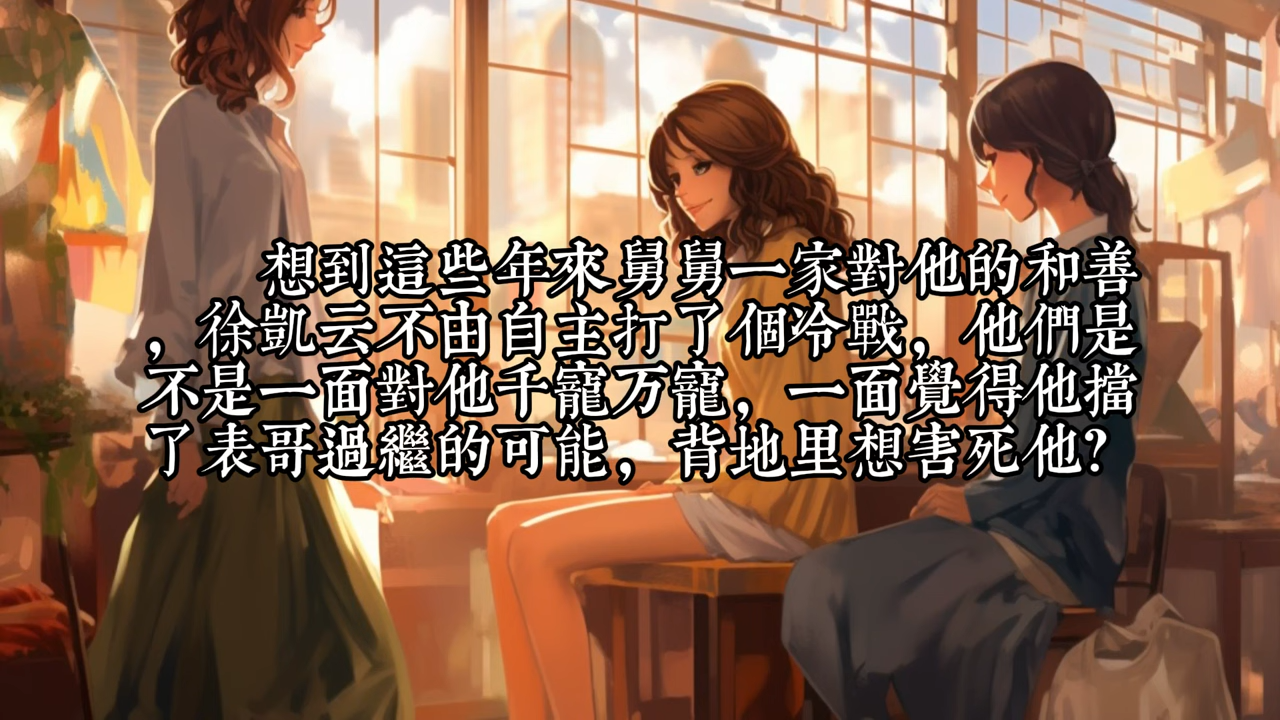 想到這些年來舅舅一家對他的和善
，徐凱云不由自主打了個冷戰，他們是
不是一面對他千寵万寵，一面覺得他擋
了表哥過繼的可能，背地里想害死他？